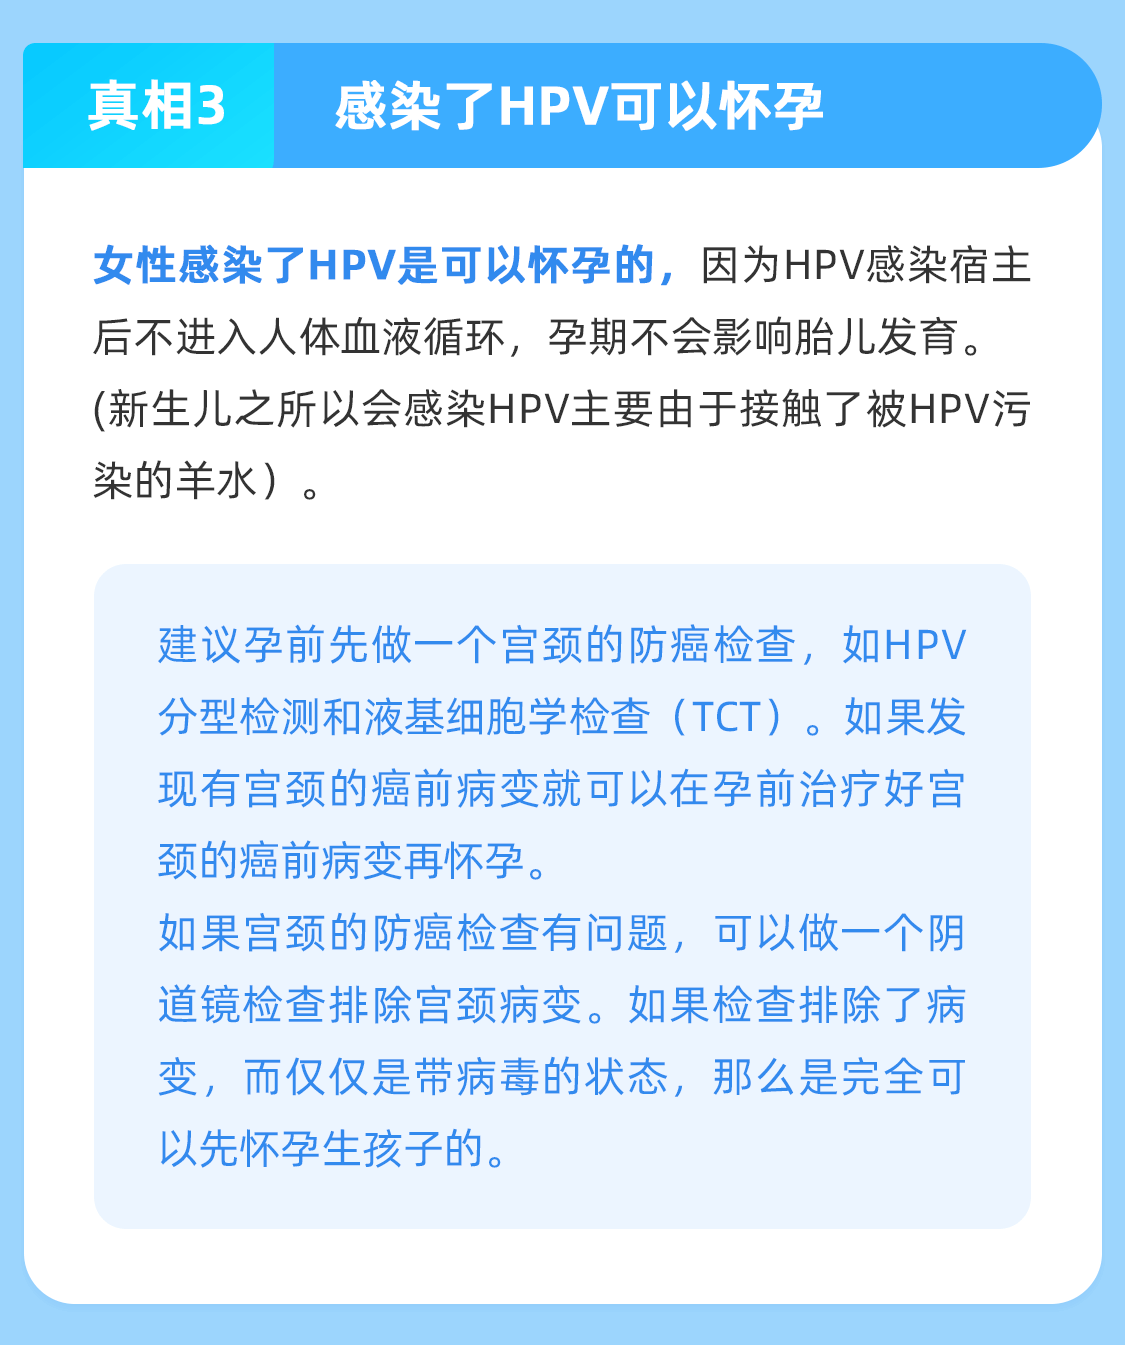 真相3
感染了HPV可以怀孕
女性感染了HPV是可以怀孕的，因为HPV感染宿主
后不进入人体血液循环，孕期不会影响胎儿发育。
(新生儿之所以会感染HPV主要由于接触了被HPV污
染的羊水）。
建议孕前先做一个宫颈的防癌检查，如HPV
分型检测和液基细胞学检查（TCT）。如果发
现有宫颈的癌前病变就可以在孕前治疗好宫
颈的癌前病变再怀孕。
如果宫颈的防癌检查有问题，可以做一个阴
道镜检查排除宫颈病变。如果检查排除了病
变，而仅仅是带病毒的状态，那么是完全可
以先怀孕生孩子的。